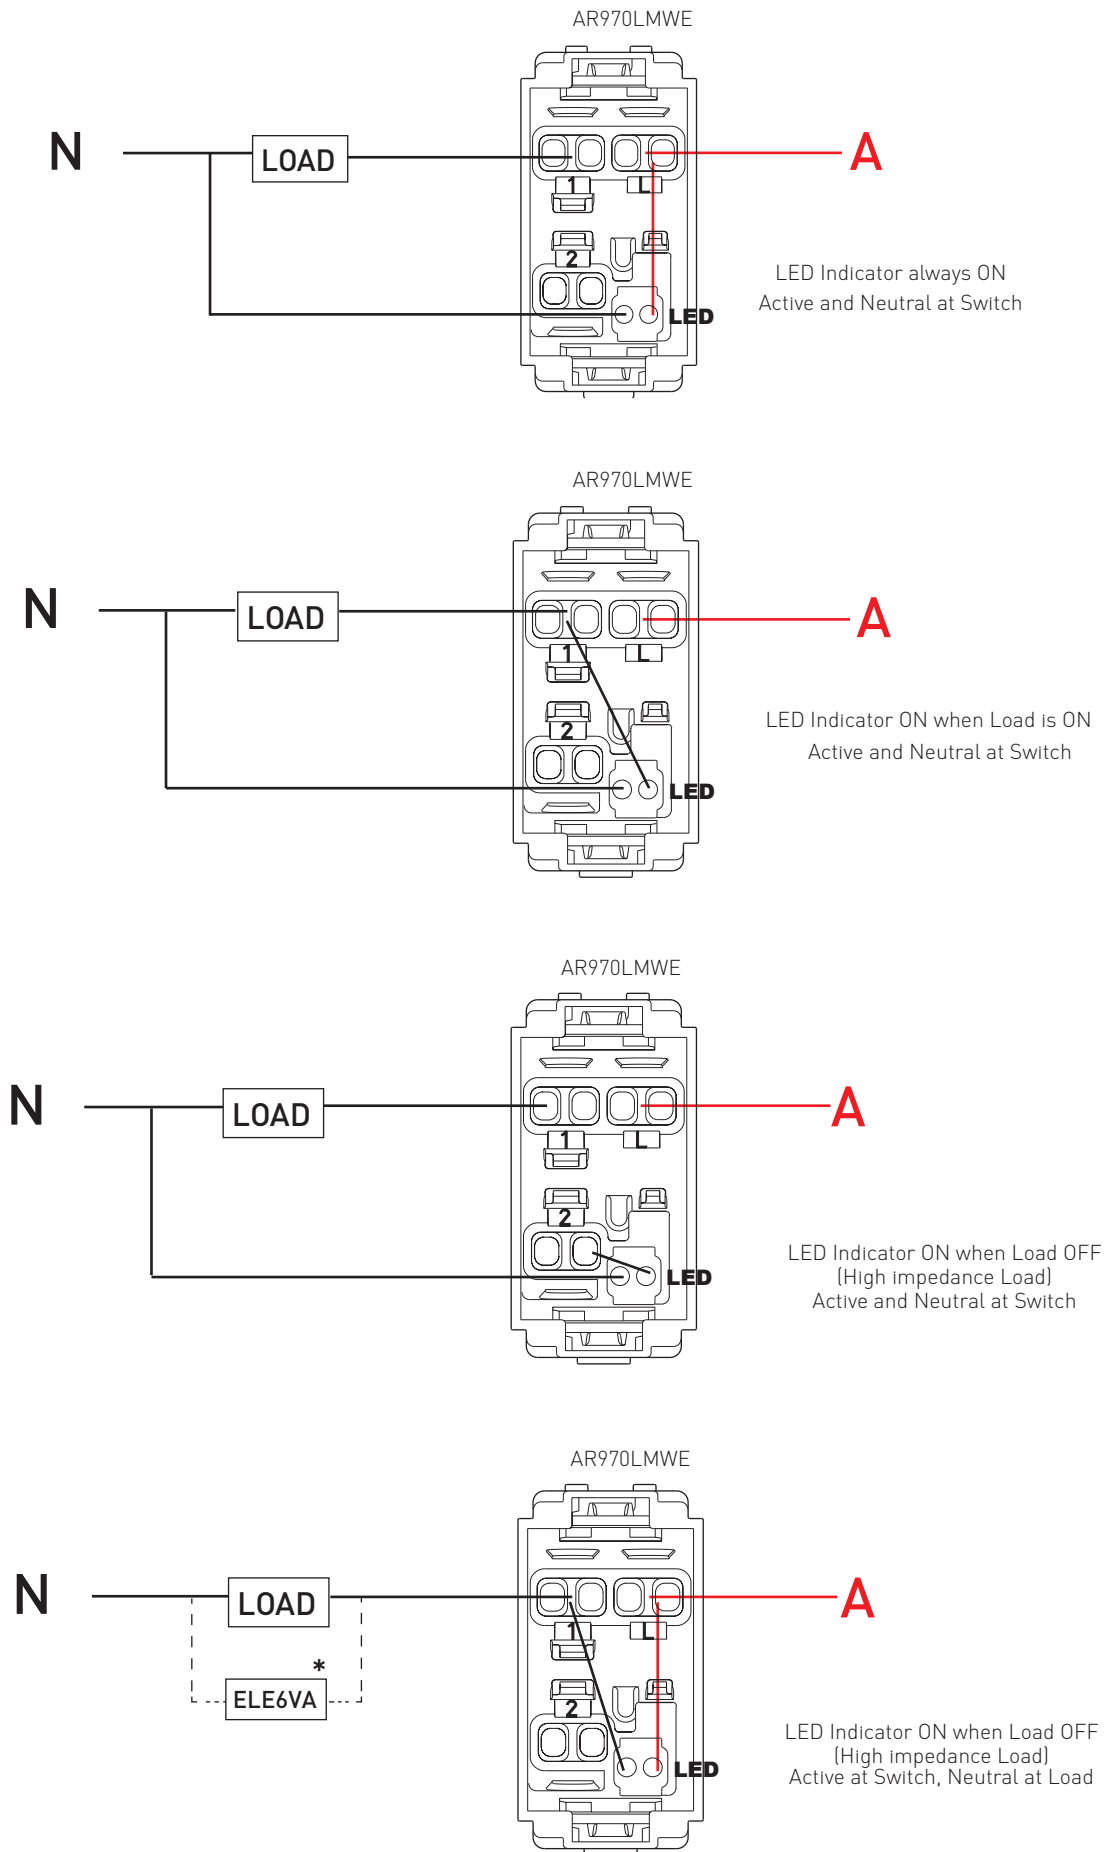 AR970LMWE
N
LOAD
A
1
L
2
LED
LED Indicator always ON
Active and Neutral at Switch
AR970LMWE
N
LOAD
A
1
L
2
LED
LED Indicator ON when Load is ON
Active and Neutral at Switch
AR970LMWE
N
LOAD
A
1
L
2
LED
LED Indicator ON when Load OFF
(High impedance Load)
Active and Neutral at Switch
AR970LMWE
N
LOAD
A
1
L
*
ELE6VA
2
LED
LED Indicator ON when Load OFF
(High impedance Load)
Active at Switch, Neutral at Load